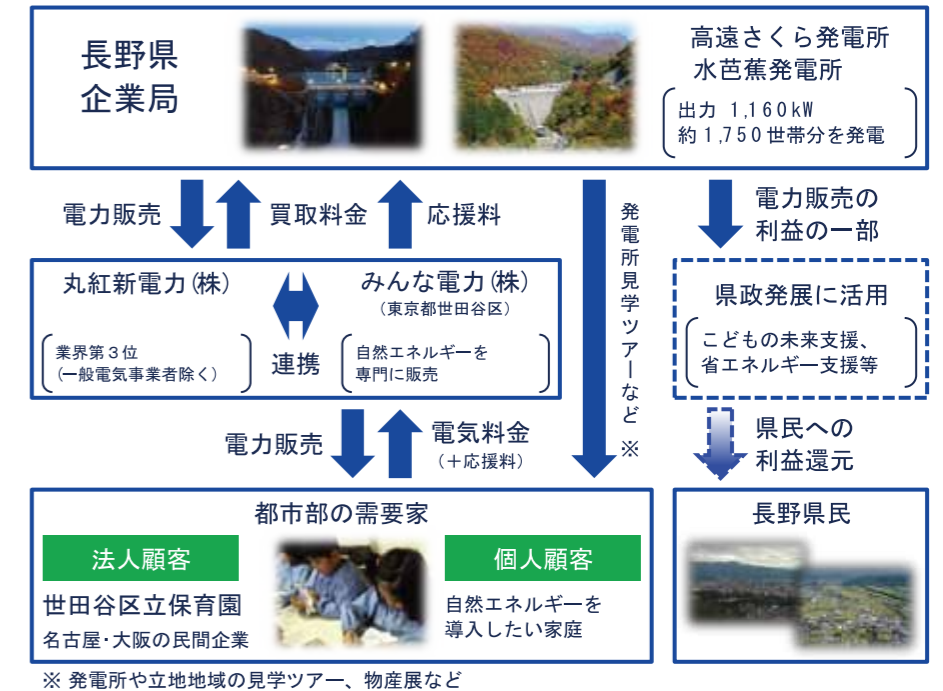 長野県
企業局
高遠さくら発電所
水芭蕉発電所
出力 1,160kW
約1,750世帯分を発電
電力販売
買取料金
応援料
発電所見学ツアーなど ※
電力販売の
利益の一部
丸紅新電力(株)
業界第3位
(一般電気事業者除く)
連携
みんな電力(株)
(東京都世田谷区)
自然エネルギーを
専門に販売
県政発展に活用
こどもの未来支援、
省エネルギー支援等
電力販売
電気料金
(+応援料)
県民への
利益還元
都市部の需要家
法人顧客
世田谷区立保育園
名古屋・大阪の民間企業
個人顧客
自然エネルギーを
導入したい家庭
長野県民
※ 発電所や立地地域の見学ツアー、物産展など